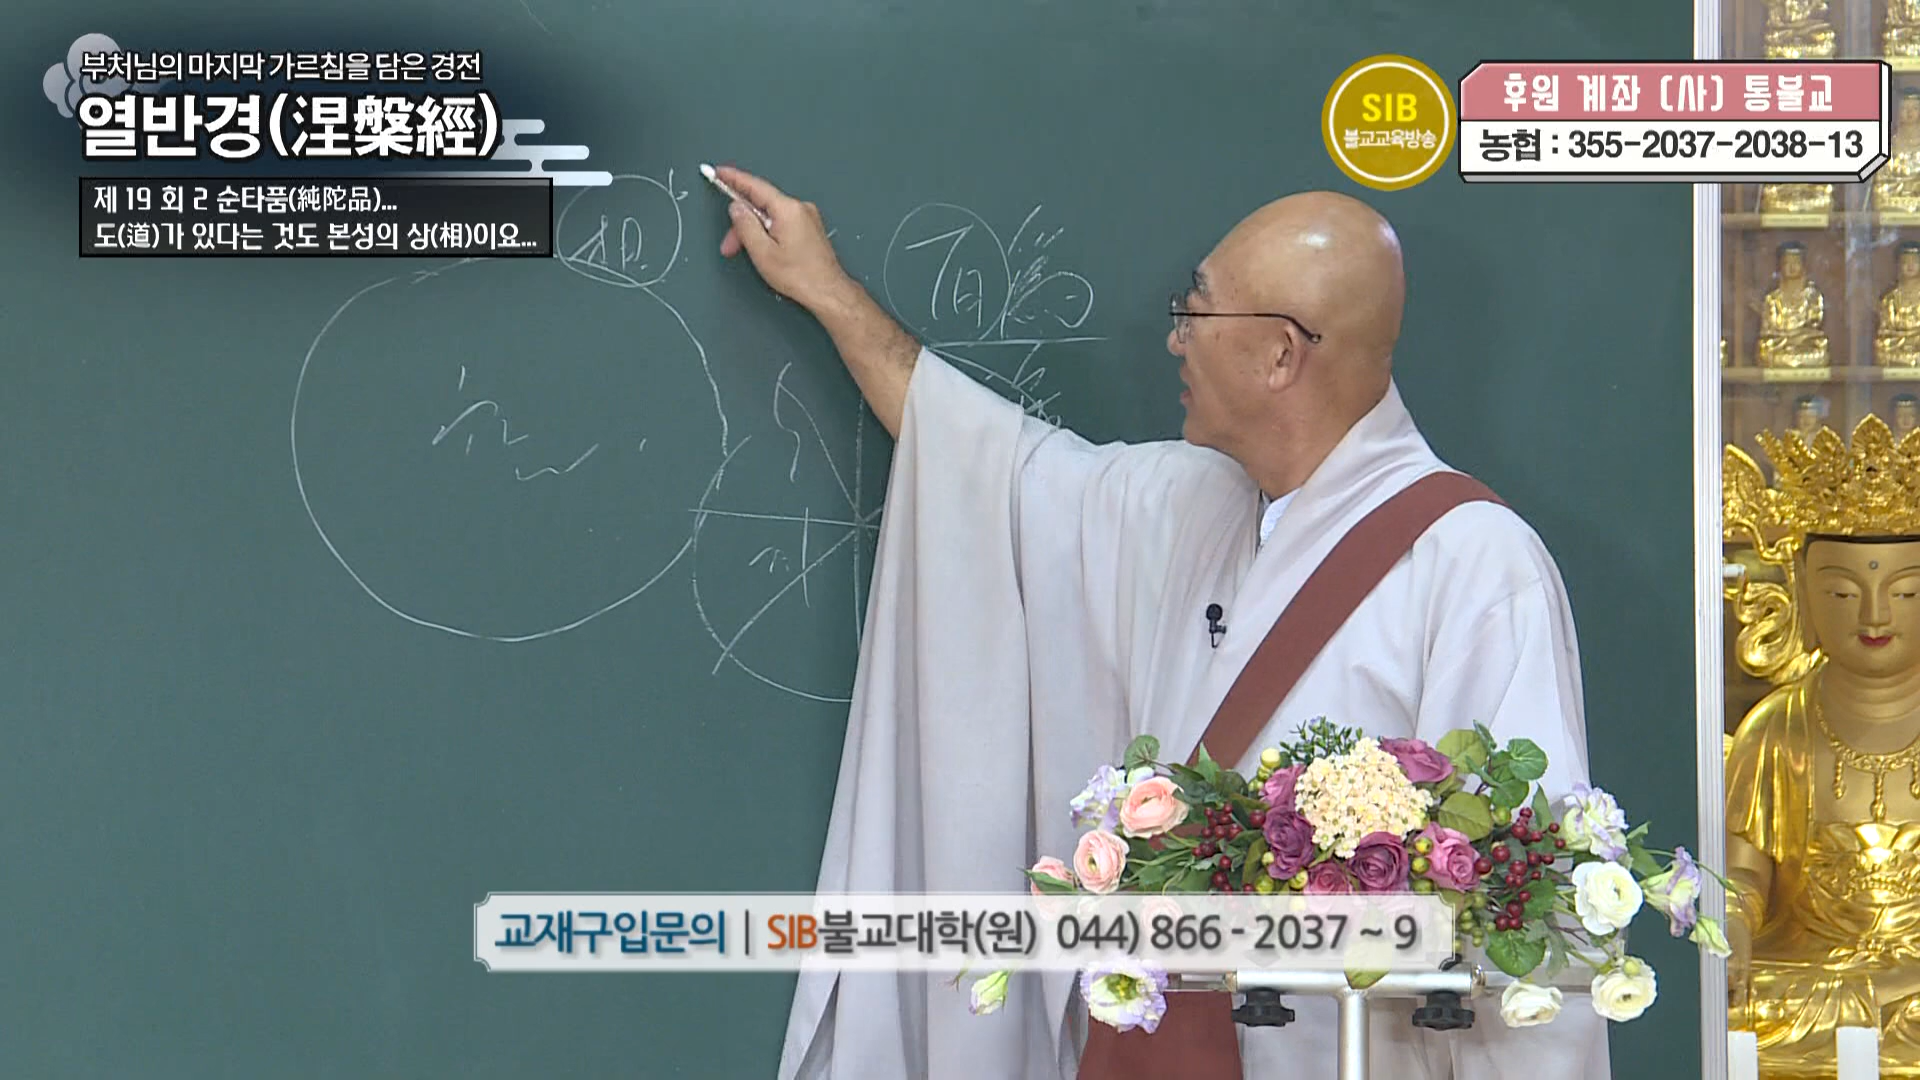 부처님의 마지막 가르침을 담은 경전
열반경(涅槃經)
제 19 회 2 순타품(純陀品)...
도(道)가 있다는 것도 본성의 상(相)이요...
SIB
불교교육방송
후원 계좌 (사) 통불교
농협 : 355-2037-2038-13
相
교재구입문의 | SIB불교대학(원) 044) 866 - 2037 ~ 9